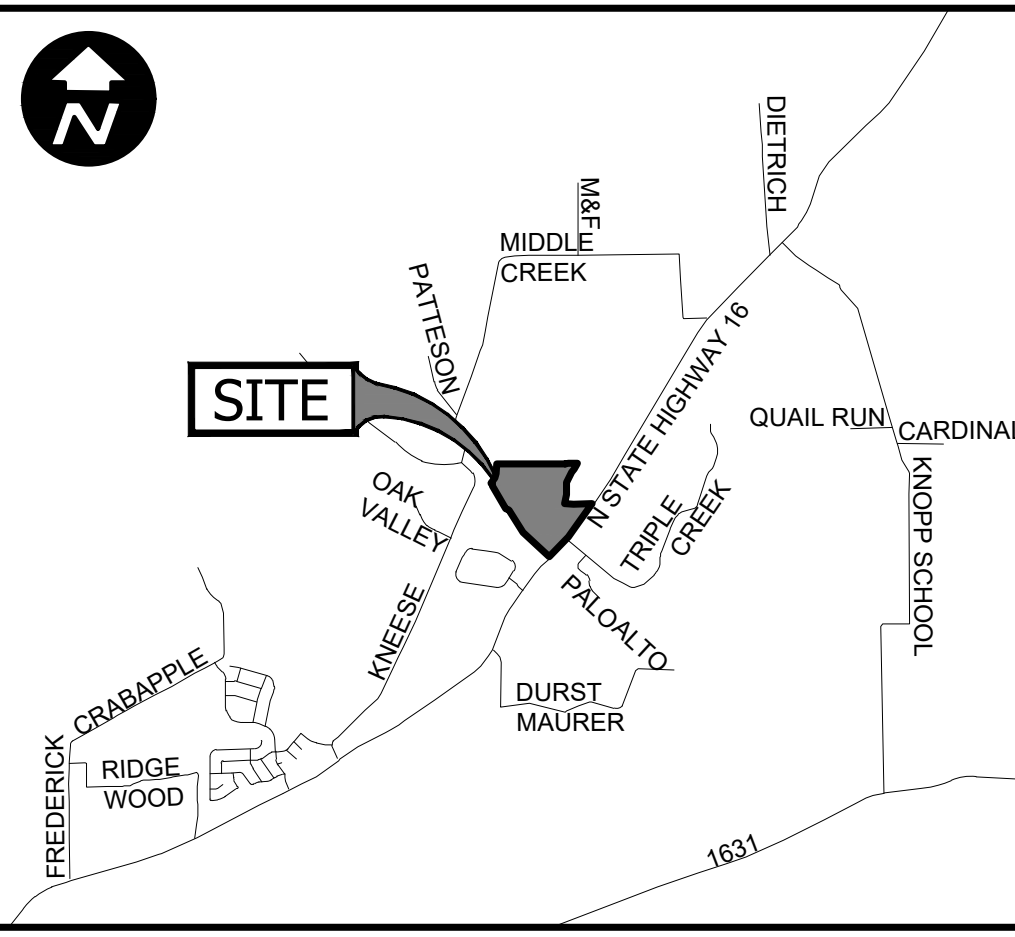 N
DIETRICH
M&F
MIDDLE
CREEK
PATTESON
SITE
N STATE HIGHWAY 16
QUAIL RUN
CARDINAL
KNOPP SCHOOL
OAK
VALLEY
TRIPLE
CREEK
PALOALTO
KNEESE
DURST
MAURER
CRABAPPLE
FREDERICK
RIDGE
WOOD
1631